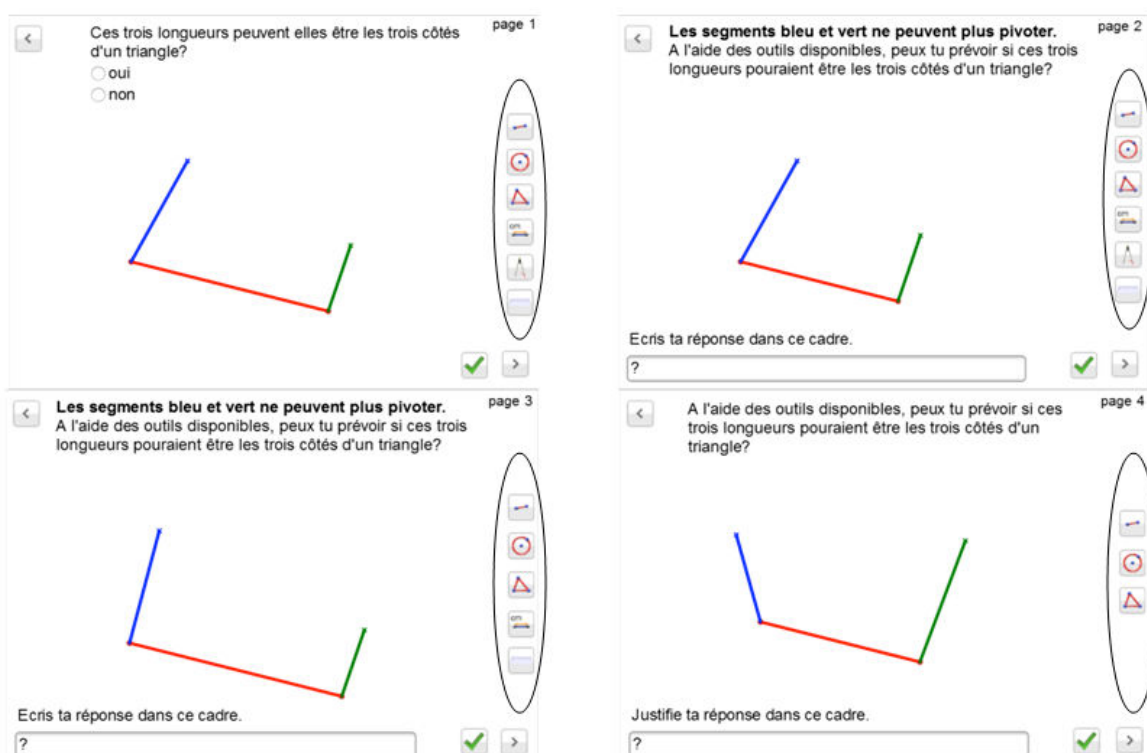 page 1
Ces trois longueurs peuvent elles être les trois côtés
d'un triangle?
oui
non
page 2
Les segments bleu et vert ne peuvent plus pivoter.
A l'aide des outils disponibles, peux tu prévoir si ces trois
longueurs pouraient être les trois côtés d'un triangle?
cm
cm
Ecris ta réponse dans ce cadre.
?
page 3
Les segments bleu et vert ne peuvent plus pivoter.
A l'aide des outils disponibles, peux tu prévoir si ces trois
longueurs pouraient être les trois côtés d'un triangle?
cm
Ecris ta réponse dans ce cadre.
?
page 4
A l'aide des outils disponibles, peux tu prévoir si ces
trois longueurs pouraient être les trois côtés d'un
triangle?
Justifie ta réponse dans ce cadre.
?